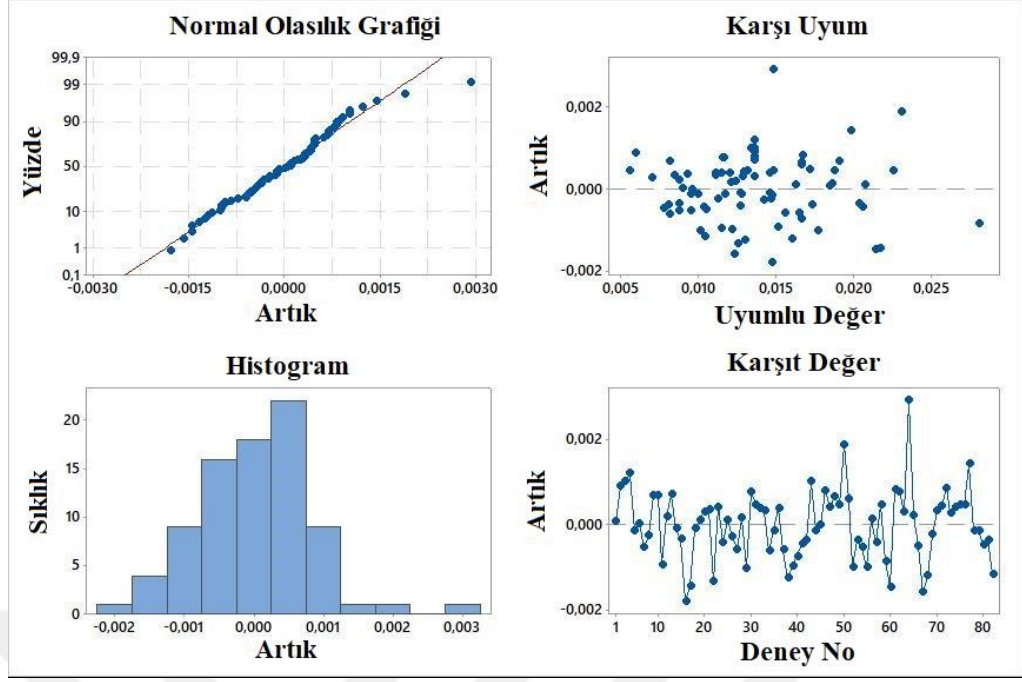 Normal Olasılık Grafiği
Yüzde
99,9
99
90
50
10
1
0,1
-0,0030 -0,0015 0,0000 0,0015 0,0030
Artık
Karşı Uyum
Artık
0,002
0,000
-0,002
0,005 0,010 0,015 0,020 0,025
Uyumlu Değer
Histogram
Sıklık
20
15
10
5
0
-0,002 -0,001 0,000 0,001 0,002 0,003
Artık
Karşıt Değer
Artık
0,002
0,000
-0,002
1 10 20 30 40 50 60 70 80
Deney No